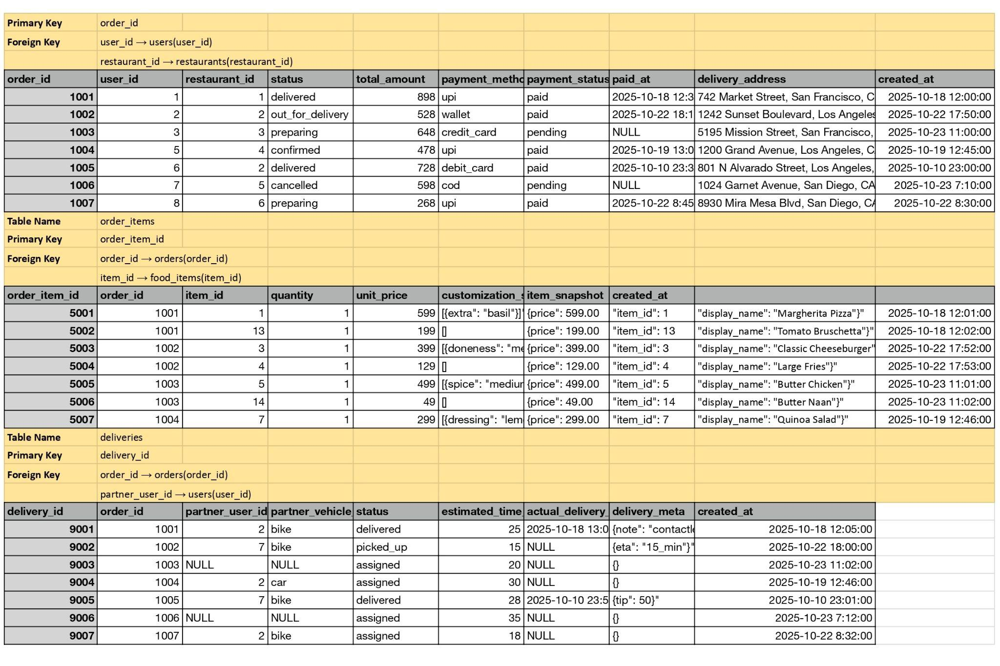 Primary Key order_id
Foreign Key user_id → users(user_id)
restaurant_id → restaurants(restaurant_id)
order_id user_id restaurant_id status total_amount payment_metho payment_status paid_at delivery_address created_at
1001 1 1 delivered 898 upi paid 2025-10-18 12:3 742 Market Street, San Francisco, C 2025-10-18 12:00:00
1002 2 2 out_for_delivery 528 wallet paid 2025-10-22 18:1 1242 Sunset Boulevard, Los Angeles 2025-10-22 17:50:00
1003 3 3 preparing 648 credit_card pending NULL 5195 Mission Street, San Francisco, 2025-10-23 11:00:00
1004 5 4 confirmed 478 upi paid 2025-10-19 13:0 1200 Grand Avenue, Los Angeles, C 2025-10-19 12:45:00
1005 6 2 delivered 728 debit_card paid 2025-10-10 23:3 801 N Alvarado Street, Los Angeles, 2025-10-10 23:00:00
1006 7 5 cancelled 598 cod pending NULL 1024 Garnet Avenue, San Diego, CA 2025-10-23 7:10:00
1007 8 6 preparing 268 upi paid 2025-10-22 8:45 8930 Mira Mesa Blvd, San Diego, CA 2025-10-22 8:30:00
Table Name order_items
Primary Key order_item_id
Foreign Key order_id → orders(order_id)
item_id → food_items(item_id)
order_item_id order_id item_id quantity unit_price customization_s item_snapshot created_at
5001 1001 1 1 599 [{extra": "basil"}]" {price": 599.00 "item_id": 1 "display_name": "Margherita Pizza"}" 2025-10-18 12:01:00
5002 1001 13 1 199 [] {price": 199.00 "item_id": 13 "display_name": "Tomato Bruschetta"}" 2025-10-18 12:02:00
5003 1002 3 1 399 [{doneness": "me {price": 399.00 "item_id": 3 "display_name": "Classic Cheeseburger" 2025-10-22 17:52:00
5004 1002 4 1 129 [] {price": 129.00 "item_id": 4 "display_name": "Large Fries"}" 2025-10-22 17:53:00
5005 1003 5 1 499 [{spice": "medium {price": 499.00 "item_id": 5 "display_name": "Butter Chicken"}" 2025-10-23 11:01:00
5006 1003 14 1 49 [] {price": 49.00 "item_id": 14 "display_name": "Butter Naan"}" 2025-10-23 11:02:00
5007 1004 7 1 299 [{dressing": "lem {price": 299.00 "item_id": 7 "display_name": "Quinoa Salad"}" 2025-10-19 12:46:00
Table Name deliveries
Primary Key delivery_id
Foreign Key order_id → orders(order_id)
partner_user_id → users(user_id)
delivery_id order_id partner_user_id partner_vehicle_ status estimated_time_ actual_delivery_ delivery_meta created_at
9001 1001 2 bike delivered 25 2025-10-18 13:0 {note": "contactle 2025-10-18 12:05:00
9002 1002 7 bike picked_up 15 NULL {eta": "15_min"}" 2025-10-22 18:00:00
9003 1003 NULL NULL assigned 20 NULL {} 2025-10-23 11:02:00
9004 1004 2 car assigned 30 NULL {} 2025-10-19 12:46:00
9005 1005 7 bike delivered 28 2025-10-10 23:5 {tip": 50}" 2025-10-10 23:01:00
9006 1006 NULL NULL assigned 35 NULL {} 2025-10-23 7:12:00
9007 1007 2 bike assigned 18 NULL {} 2025-10-22 8:32:00